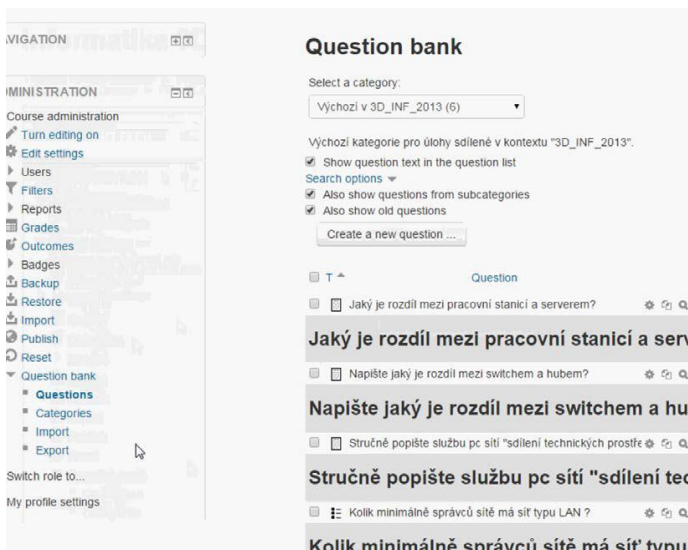 AVIGATION
Question bank
Select a category:
Výchozí v 3D_INF_2013 (6)
ADMINISTRATION
Course administration
Turn editing on
Edit settings
Users
Filters
Reports
Grades
Outcomes
Badges
Backup
Restore
Import
Publish
Reset
Question bank
Questions
Categories
Import
Export
Switch role to...
My profile settings
Výchozí kategorie pro úlohy sdílené v kontextu "3D_INF_2013".
Show question text in the question list
Search options
Also show questions from subcategories
Also show old questions
Create a new question ...
T Question
Jaký je rozdíl mezi pracovní stanicí a serverem?
Jaký je rozdíl mezi pracovní stanicí a serv
Napište jaký je rozdíl mezi switchem a hubem?
Napište jaký je rozdíl mezi switchem a hu
Stručně popište službu pc sítí "sdílení technických prostře
Stručně popište službu pc sítí "sdílení tec
Kolik minimálně správců sítě má síť typu LAN ?
Kolik minimálně správců sítě má síť typu